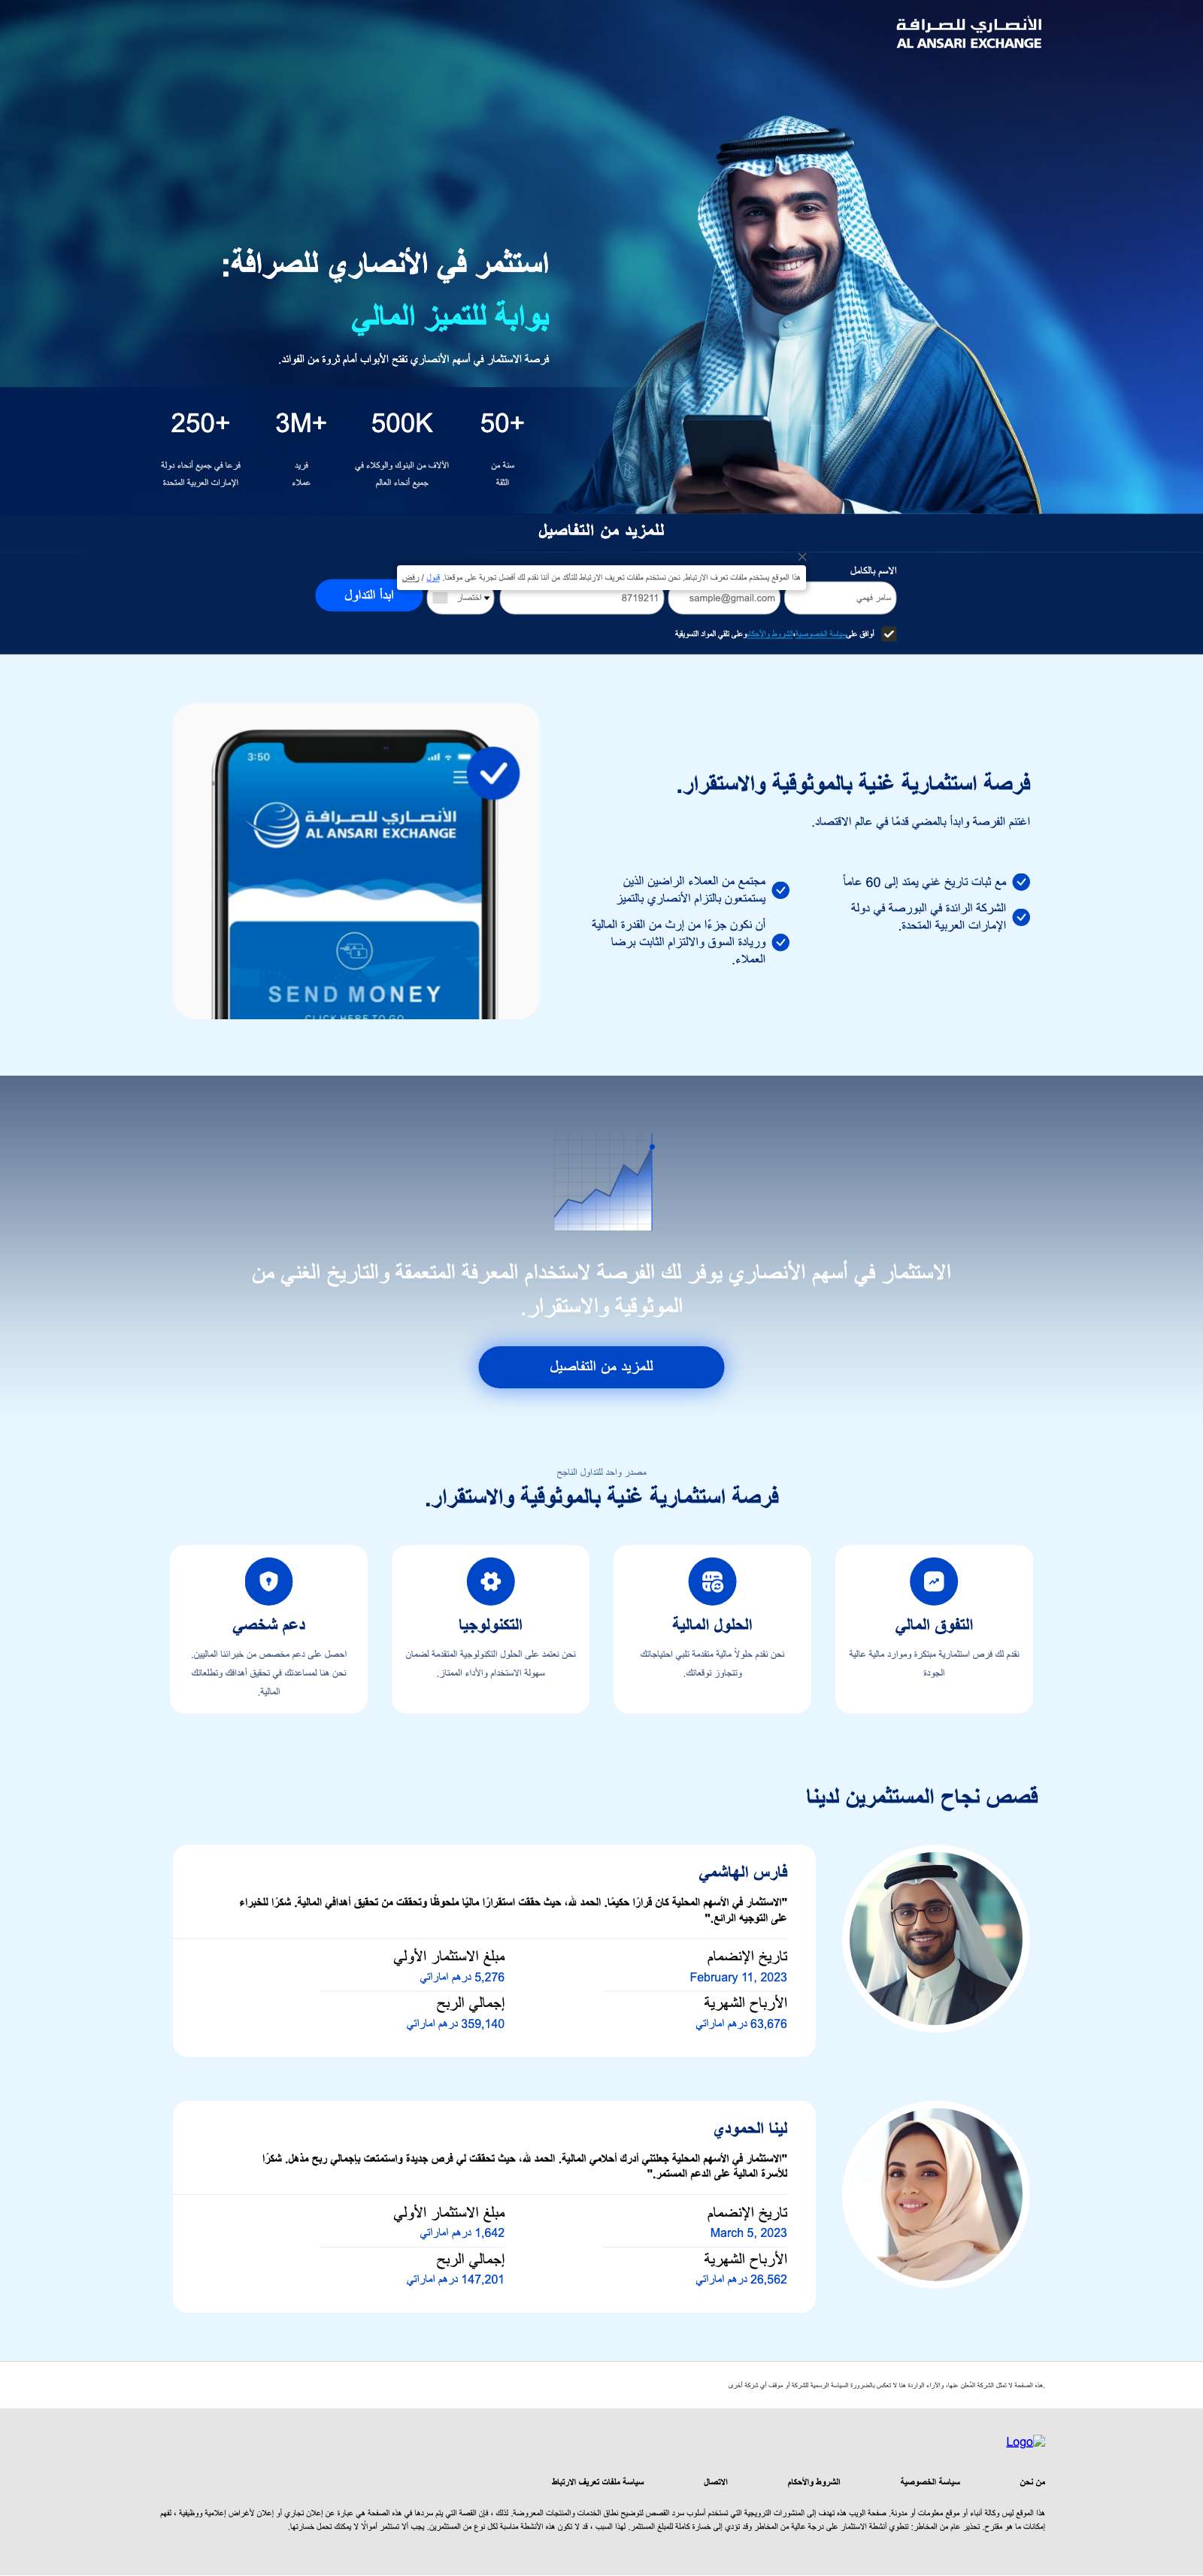 الأنصاري للصرافة
AL ANSARI EXCHANGE
استثمر في الأنصاري للصرافة:
بوابة للتميز المالي
فرصة الاستثمار في أسهم الأنصاري تفتح الأبواب أمام ثروة من الفوائد.
50+
سنة من
الثقة
500K
الآلاف من البنوك والوكلاء في
جميع أنحاء العالم
3M+
فريد
عملاء
250+
فرعا في جميع أنحاء دولة
الإمارات العربية المتحدة
للمزيد من التفاصيل
هذا الموقع يستخدم ملفات تعرف الارتباط. نحن نستخدم ملفات تعريف الارتباط للتأكد من أننا نقدم لك أفضل تجربة على موقعنا. قبول / رفض
الاسم بالكامل
سامر فهمي
sample@gmail.com
8719211
اختصار
ابدأ التداول
أوافق على سياسة الخصوصية والشروط والأحكام وعلى تلقي المواد التسويقية
فرصة استثمارية غنية بالموثوقية والاستقرار.
اغتنم الفرصة وابدأ بالمضي قدمًا في عالم الاقتصاد.
مع ثبات تاريخ غني يمتد إلى 60 عاماً
الشركة الرائدة في البورصة في دولة
الإمارات العربية المتحدة.
مجتمع من العملاء الراضين الذين
يستمتعون بالتزام الأنصاري بالتميز
أن نكون جزءًا من إرث من القدرة المالية
وريادة السوق والالتزام الثابت برضا
العملاء.
3:50
الأنصاري للصرافة
AL ANSARI EXCHANGE
SEND MONEY
CLICK HERE TO GO
الاستثمار في أسهم الأنصاري يوفر لك الفرصة لاستخدام المعرفة المتعمقة والتاريخ الغني من
الموثوقية والاستقرار.
للمزيد من التفاصيل
مصدر واحد للتداول الناجح
فرصة استثمارية غنية بالموثوقية والاستقرار.
التفوق المالي
نقدم لك فرص استثمارية مبتكرة وموارد مالية عالية
الجودة
الحلول المالية
نحن نقدم حلولاً مالية متقدمة تلبي احتياجاتك
وتتجاوز توقعاتك.
التكنولوجيا
نحن نعتمد على الحلول التكنولوجية المتقدمة لضمان
سهولة الاستخدام والأداء الممتاز.
دعم شخصي
احصل على دعم مخصص من خبرائنا الماليين.
نحن هنا لمساعدتك في تحقيق أهدافك وتطلعاتك
المالية.
قصص نجاح المستثمرين لدينا
فارس الهاشمي
"الاستثمار في الأسهم المحلية كان قرارًا حكيمًا. الحمد لله، حيث حققت استقرارًا ماليًا ملحوظًا وتحققت من تحقيق أهدافي المالية. شكرًا للخبراء
على التوجيه الرائع."
تاريخ الإنضمام
February 11, 2023
مبلغ الاستثمار الأولي
5,276 درهم اماراتي
الأرباح الشهرية
63,676 درهم اماراتي
إجمالي الربح
359,140 درهم اماراتي
لينا الحمودي
"الاستثمار في الأسهم المحلية جعلتني أدرك أحلامي المالية. الحمد لله، حيث تحققت لي فرص جديدة واستمتعت بإجمالي ربح مذهل. شكرًا
للأسرة المالية على الدعم المستمر."
تاريخ الإنضمام
March 5, 2023
مبلغ الاستثمار الأولي
1,642 درهم اماراتي
الأرباح الشهرية
26,562 درهم اماراتي
إجمالي الربح
147,201 درهم اماراتي
هذه الصفحة لا تمثل الشركة المُعلن عنها، والآراء الواردة هنا لا تعكس بالضرورة السياسة الرسمية للشركة أو موقف أي شركة أخرى.
Logo
من نحن
سياسة الخصوصية
الشروط والأحكام
الاتصال
سياسة ملفات تعريف الارتباط
هذا الموقع ليس وكالة أنباء أو موقع معلومات أو مدونة. صفحة الويب هذه تهدف إلى المنشورات الترويجية التي تستخدم أسلوب سرد القصص لتوضيح نطاق الخدمات والمنتجات المعروضة. لذلك ، فإن القصة التي يتم سردها في هذه الصفحة هي عبارة عن إعلان تجاري أو إعلان لأغراض إعلامية ووظيفية ، لفهم
إمكانات ما هو مقترح. تحذير عام من المخاطر: تنطوي أنشطة الاستثمار على درجة عالية من المخاطر وقد تؤدي إلى خسارة كاملة للمبلغ المستثمر. لهذا السبب ، قد لا تكون هذه الأنشطة مناسبة لكل نوع من المستثمرين. يجب ألا تستثمر أموالًا لا يمكنك تحمل خسارتها.